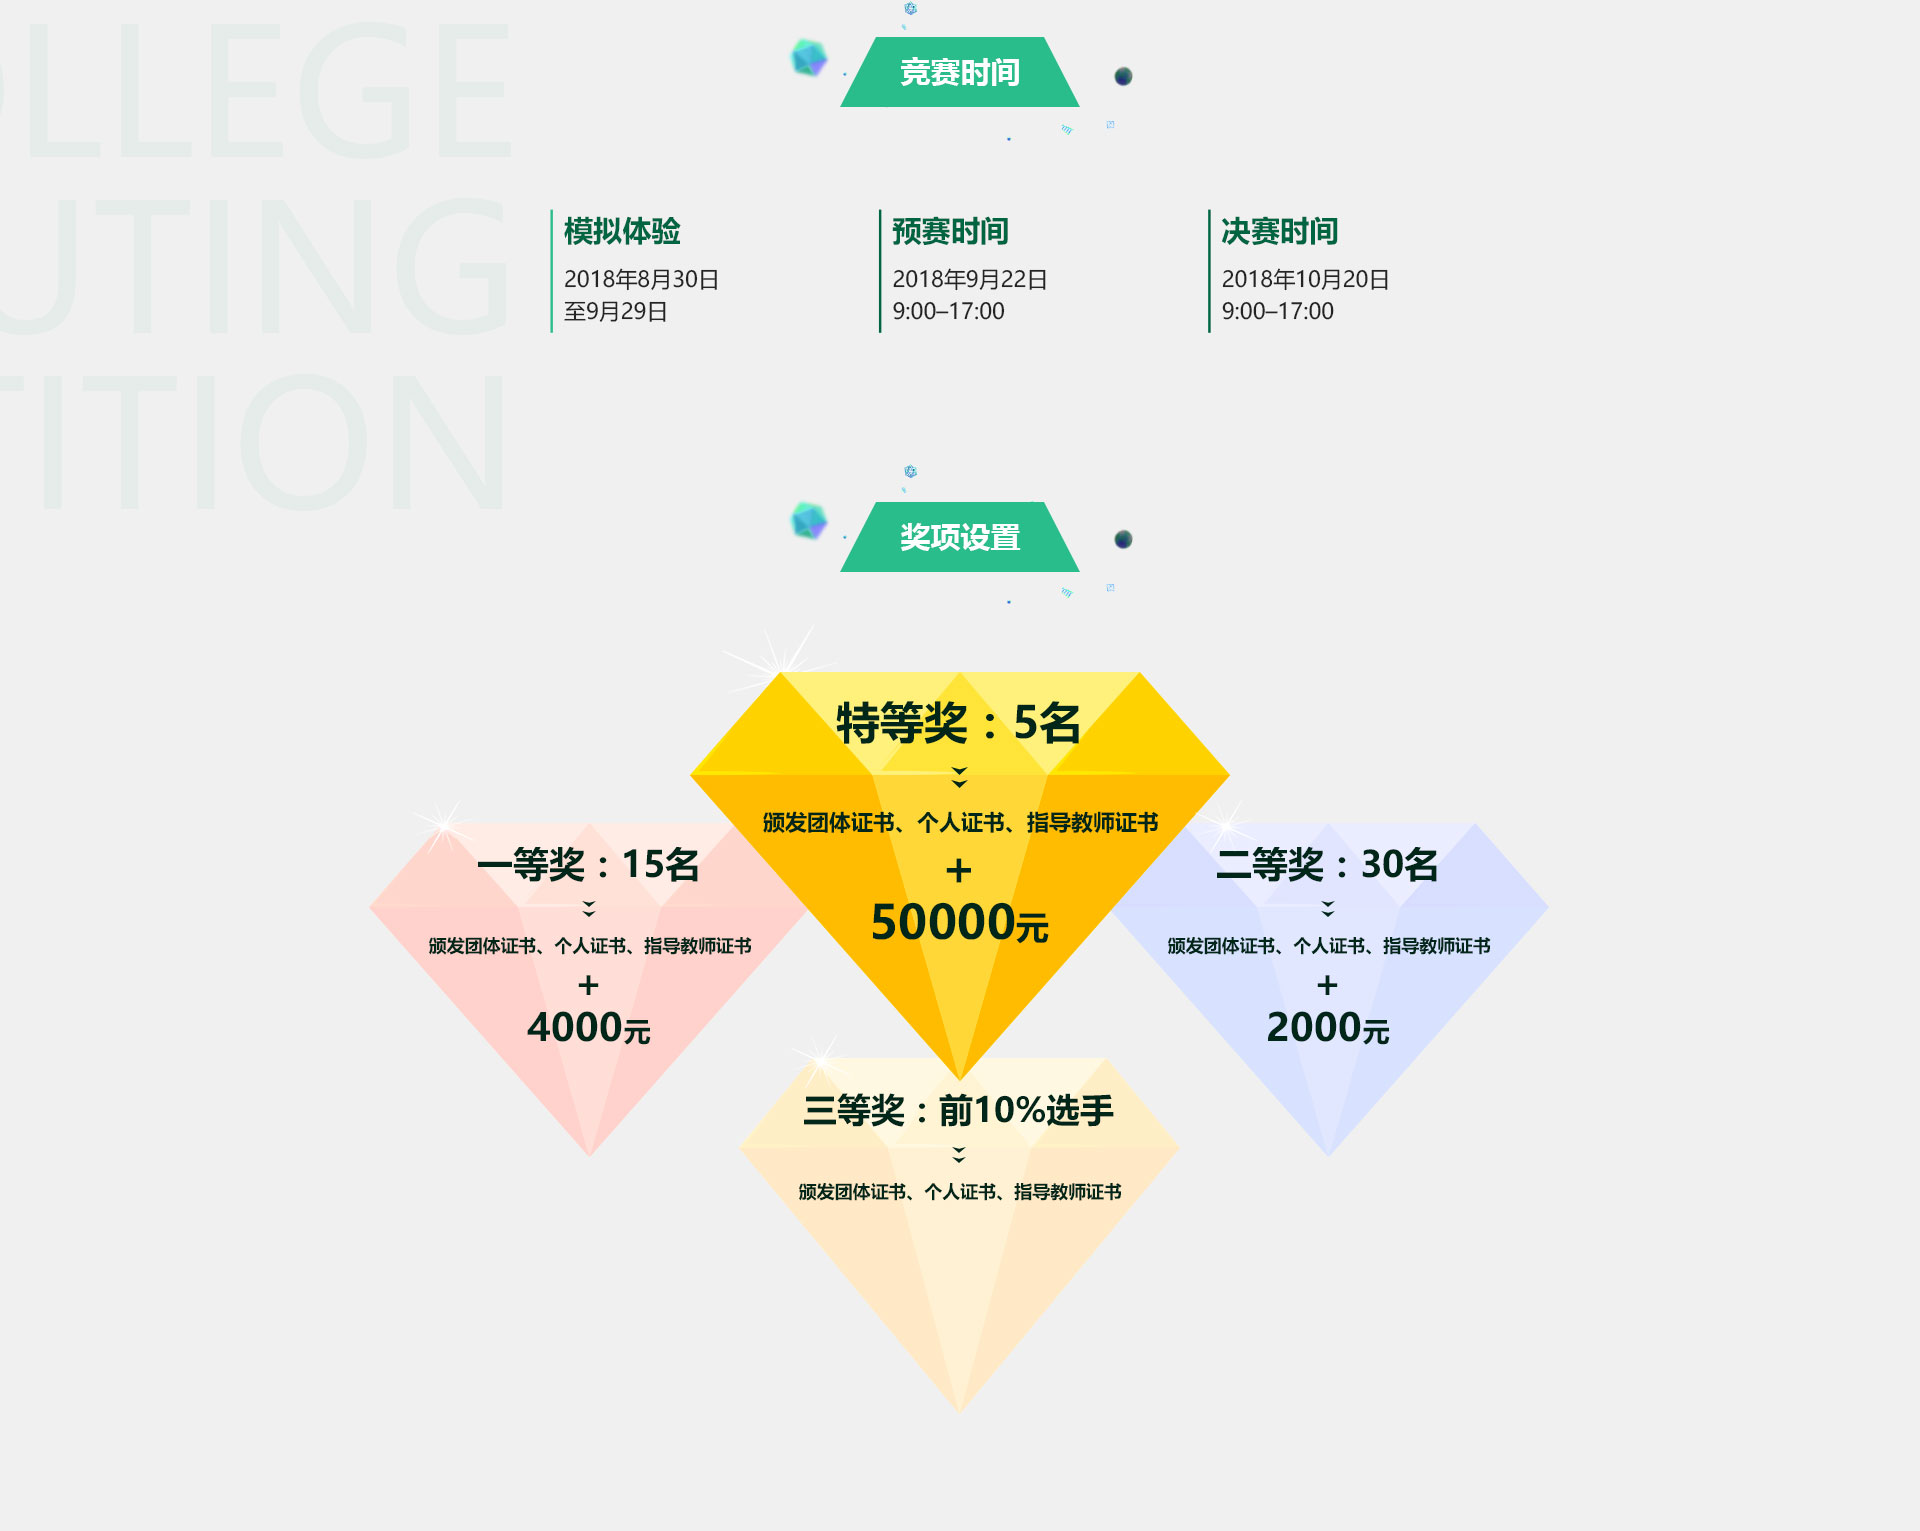 OLLEGE
UTING
TITION
竞赛时间
模拟体验
2018年8月30日
至9月29日
预赛时间
2018年9月22日
9:00–17:00
决赛时间
2018年10月20日
9:00–17:00
奖项设置
特等奖：5名
颁发团体证书、个人证书、指导教师证书
+
50000元
一等奖：15名
颁发团体证书、个人证书、指导教师证书
+
4000元
二等奖：30名
颁发团体证书、个人证书、指导教师证书
+
2000元
三等奖：前10%选手
颁发团体证书、个人证书、指导教师证书